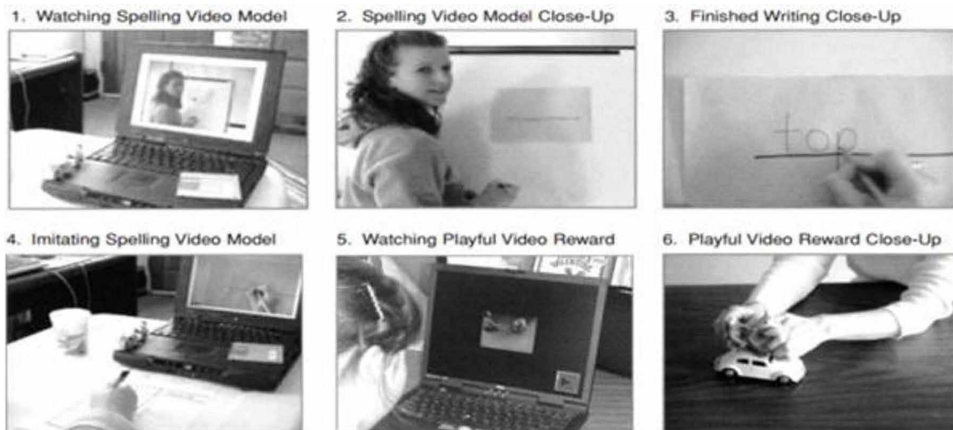 1. Watching Spelling Video Model
2. Spelling Video Model Close-Up
3. Finished Writing Close-Up
top
4. Imitating Spelling Video Model
5. Watching Playful Video Reward
6. Playful Video Reward Close-Up